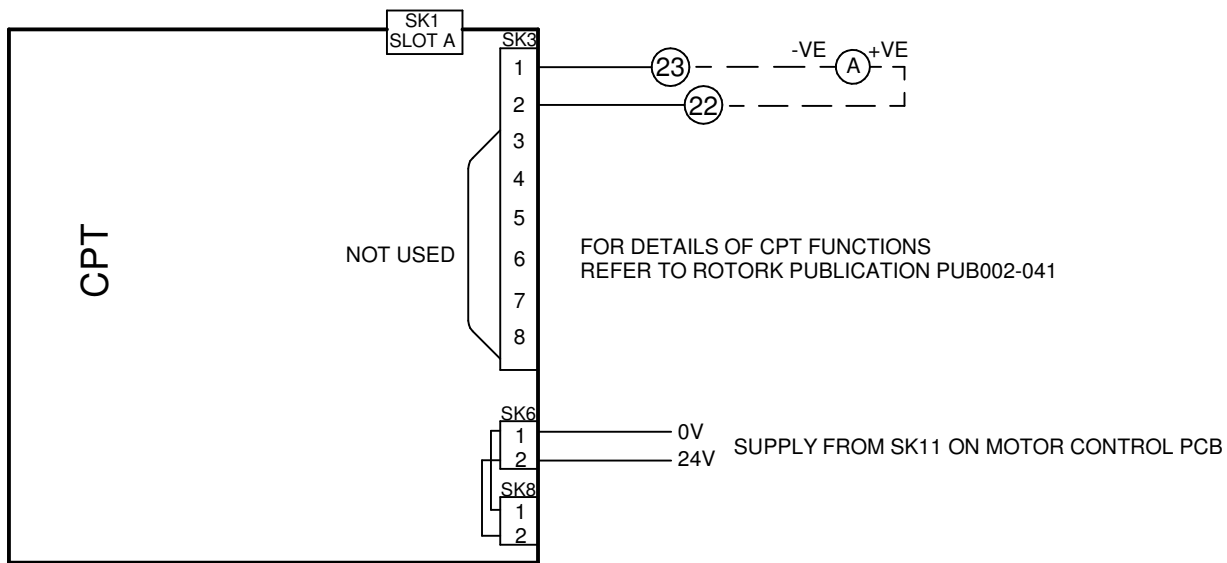 SK1
SLOT A
SK3
1
2
3
4
5
6
7
8
23
-VE
A
+VE
22
CPT
NOT USED
FOR DETAILS OF CPT FUNCTIONS
REFER TO ROTORK PUBLICATION PUB002-041
SK6
1
2
0V
24V
SUPPLY FROM SK11 ON MOTOR CONTROL PCB
SK8
1
2